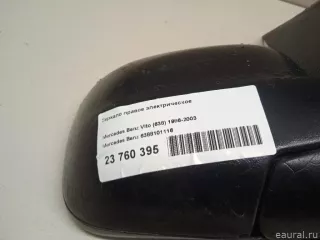 Зеркало правое электрическое
Mercedes Benz Vito (638) 1996-2003
Mercedes Benz 6388101116
23 760 395
© eaural.ru